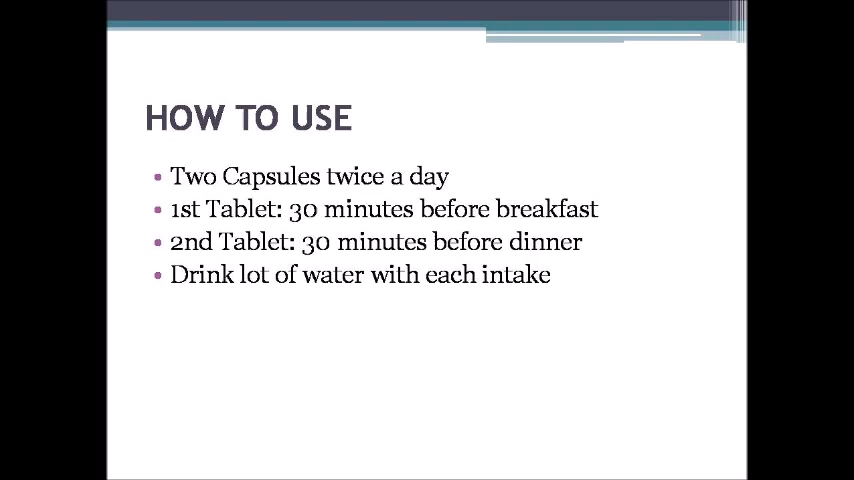 HOW TO USE
• Two Capsules twice a day
• 1st Tablet: 30 minutes before breakfast
• 2nd Tablet: 30 minutes before dinner
• Drink lot of water with each intake